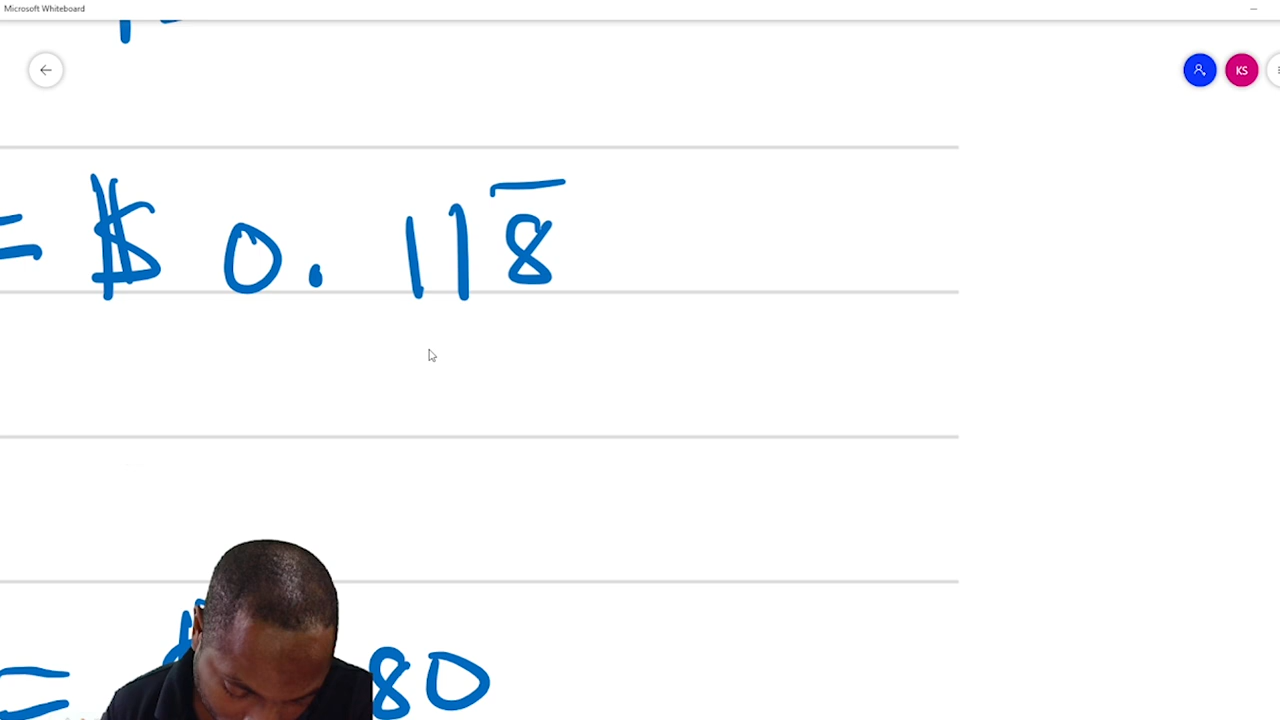 Microsoft Whiteboard
KS
= $ 0.118̅
= 80